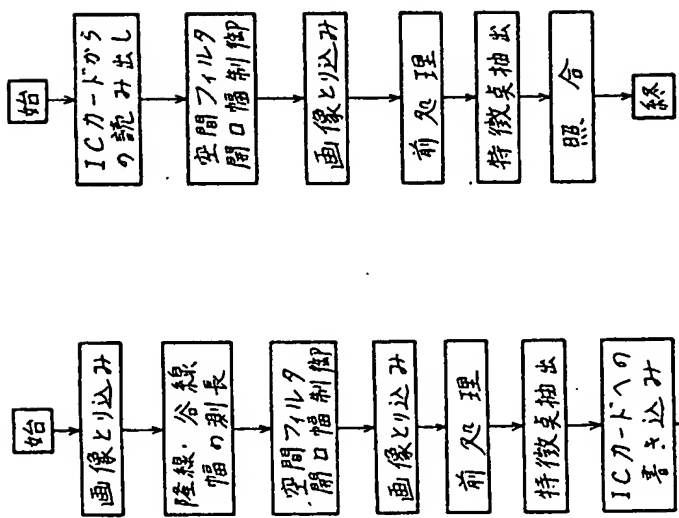 始
ICカードから
の読み出し
空間フィルタ
開口幅制御
画像とり込み
前処理
特徴点抽出
照合
終
始
画像とり込み
隆線・谷線
幅の測長
空間フィルタ
開口幅制御
画像とり込み
前処理
特徴点抽出
ICカードへの
書き込み